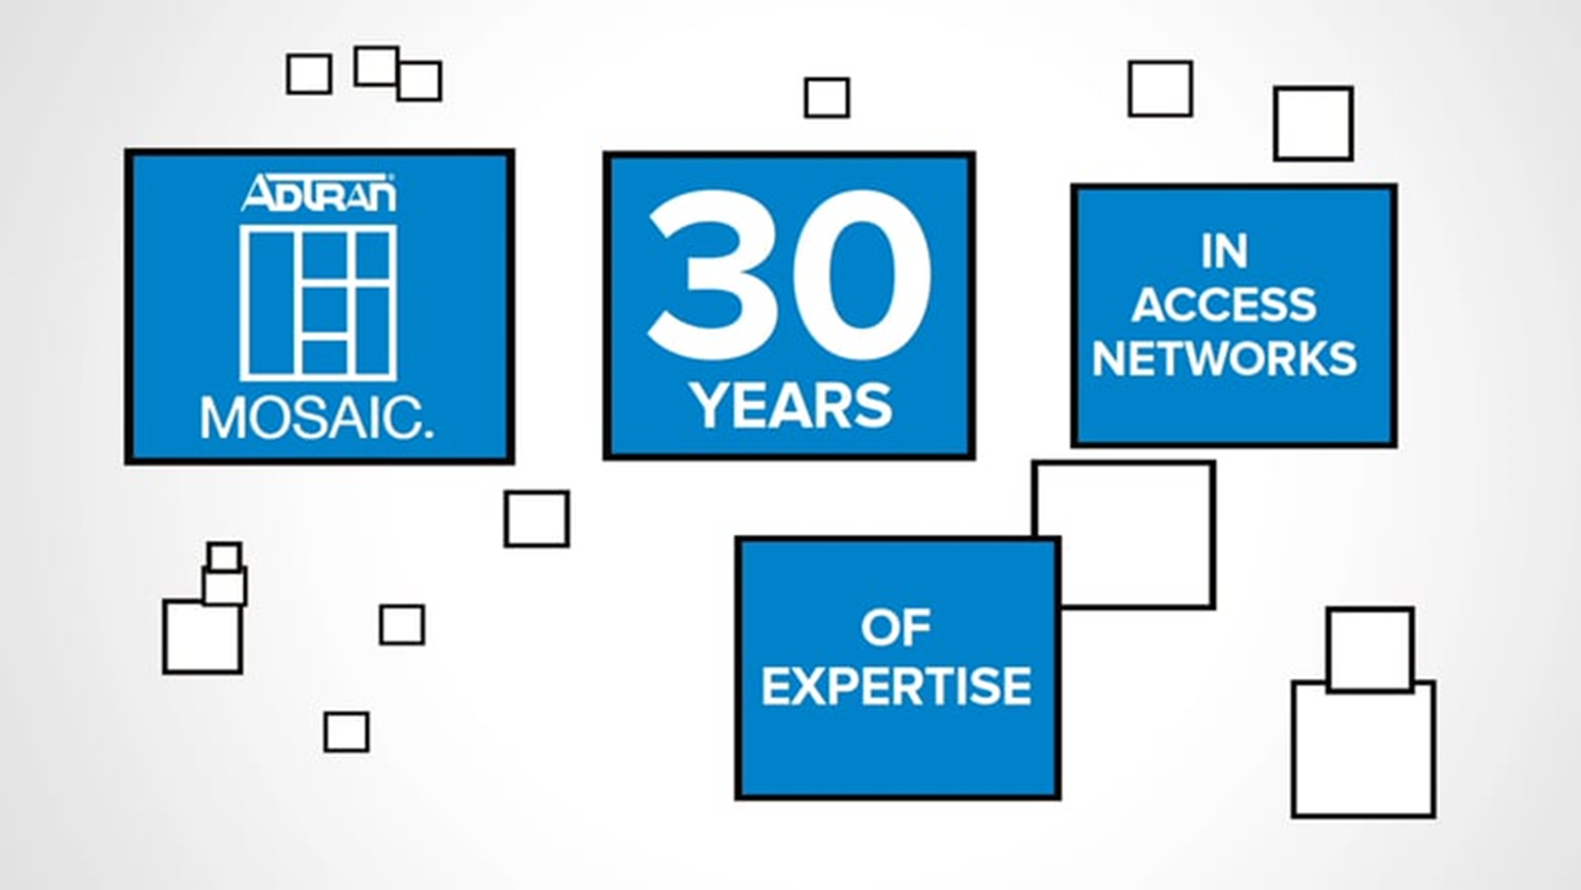 ADTRAN
MOSAIC.
30
YEARS
IN
ACCESS
NETWORKS
OF
EXPERTISE